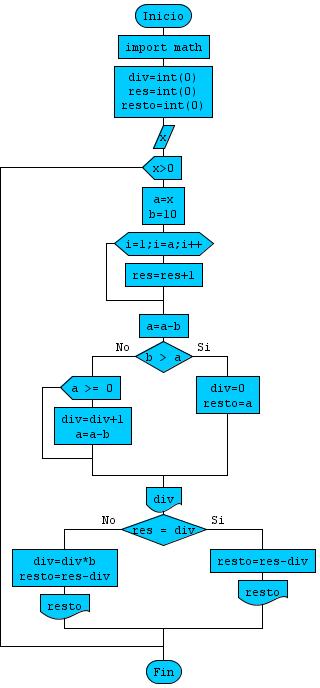 Inicio
import math
div=int(0)
res=int(0)
resto=int(0)
x
x>0
a=x
b=10
i=1;i=a;i++
res=res+1
a=a-b
No
b > a
Si
a >= 0
div=div+1
a=a-b
div=0
resto=a
div
No
res = div
Si
div=div*b
resto=res-div
resto
resto=res-div
resto
Fin